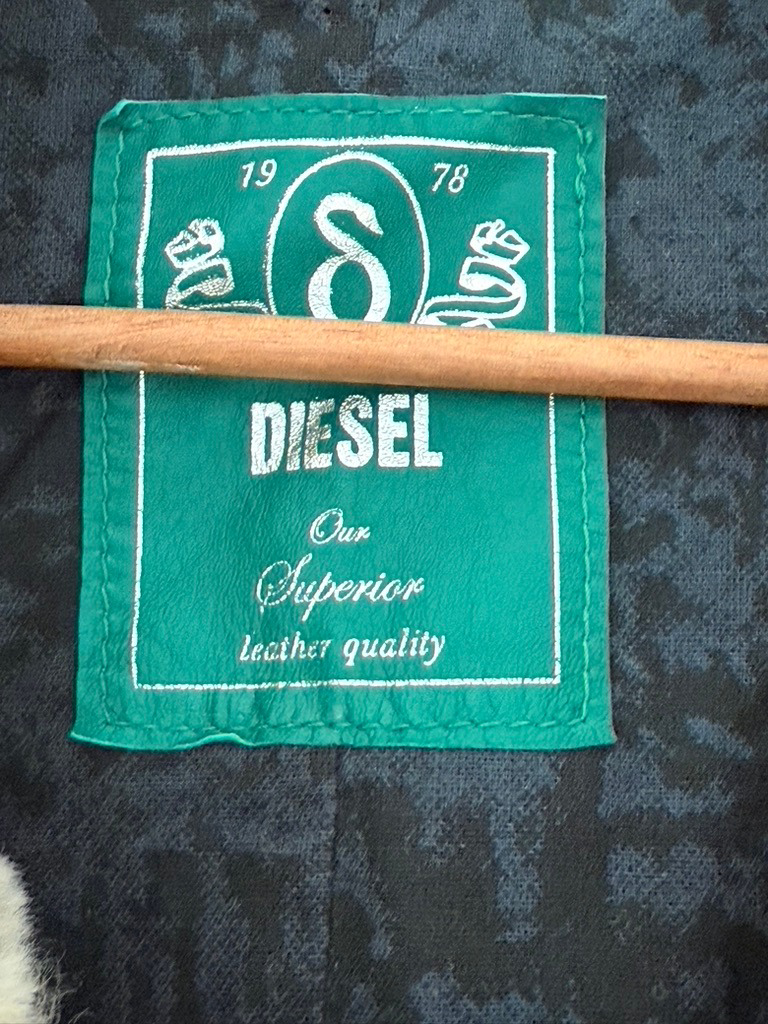 19 78
DIESEL
Our
Superior
leather quality